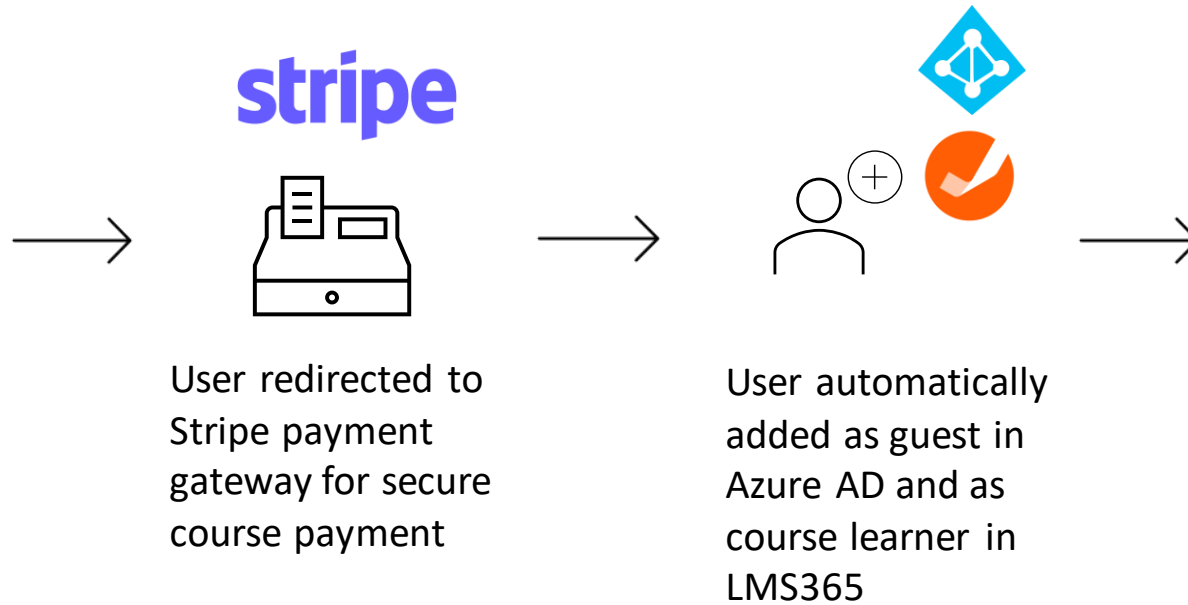 stripe
User redirected to
Stripe payment
gateway for secure
course payment
User automatically
added as guest in
Azure AD and as
course learner in
LMS365